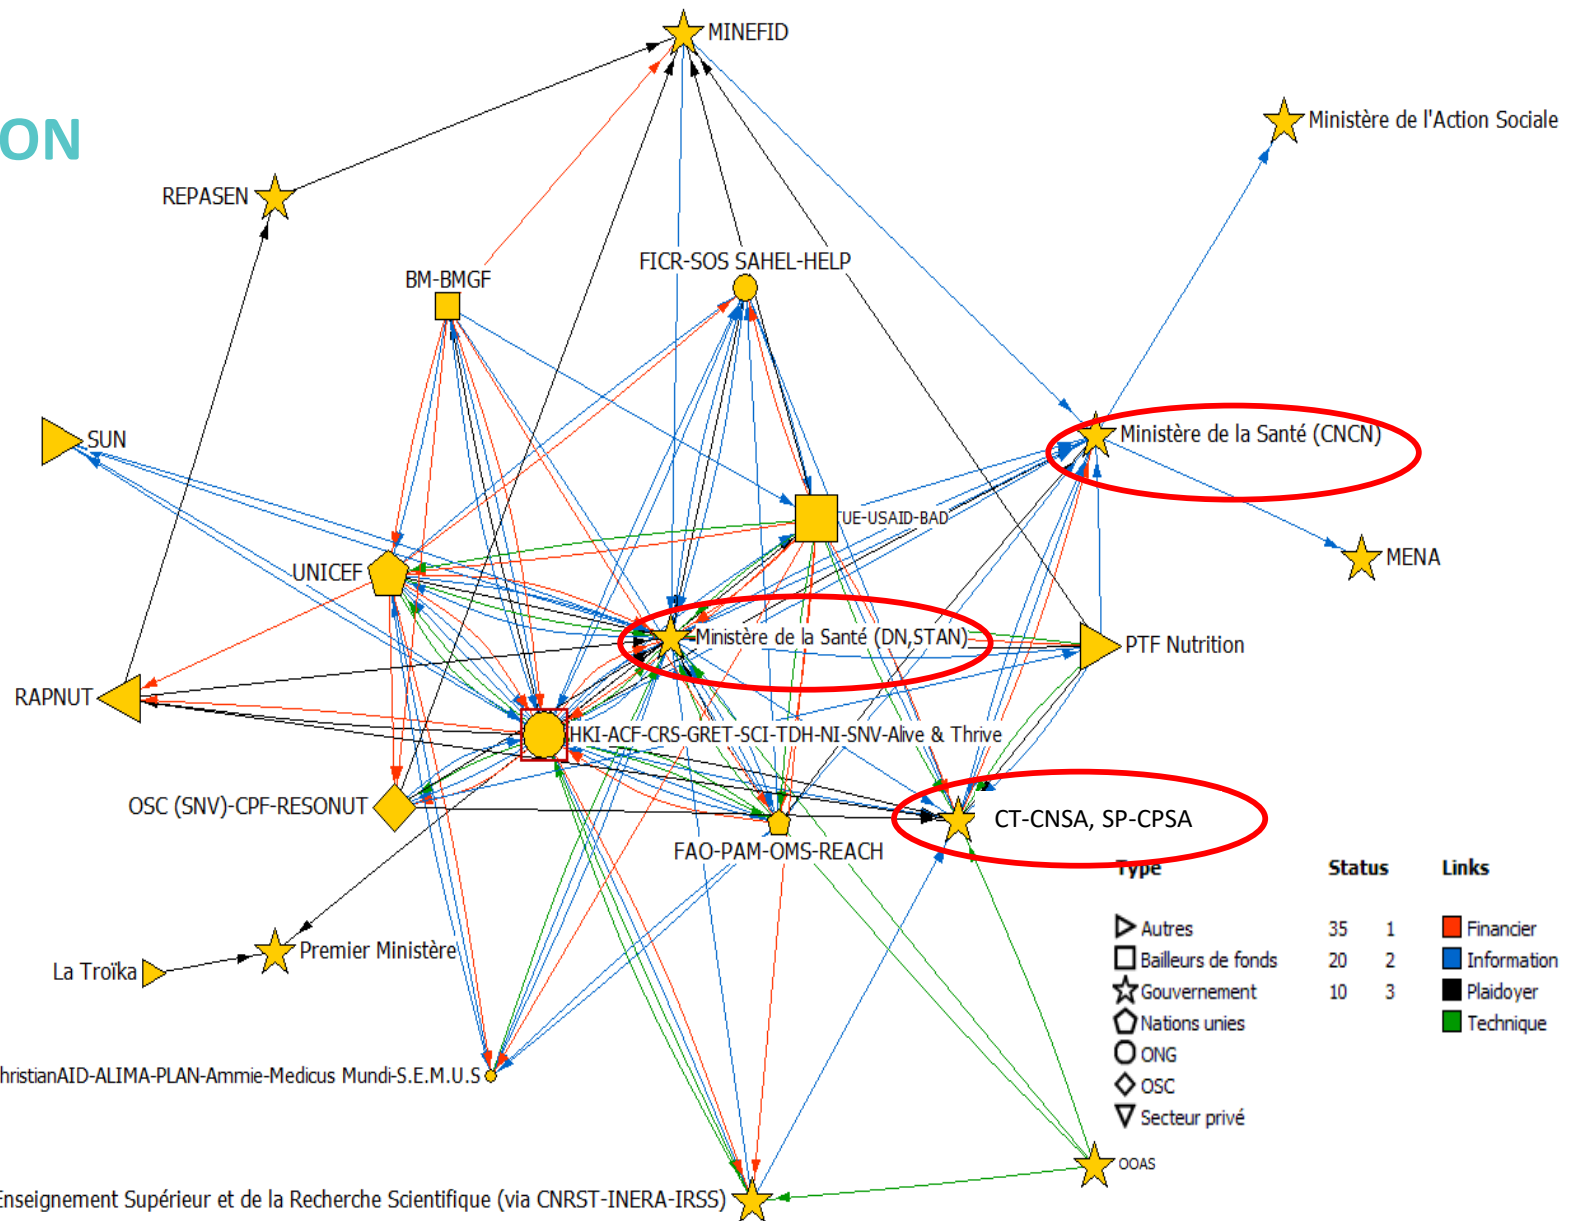 MINEFID
ON
Ministère de l'Action Sociale
REPASEN
FICR-SOS SAHEL-HELP
BM-BMGF
SUN
Ministère de la Santé (CNCN)
UE-USAID-BAD
MENA
UNICEF
Ministère de la Santé (DN,STAN)
PTF Nutrition
RAPNUT
HKI-ACF-CRS-GRET-SCI-TDH-NI-SNV-Alive & Thrive
OSC (SNV)-CPF-RESONUT
CT-CNSA, SP-CPSA
FAO-PAM-OMS-REACH
Premier Ministère
La Troïka
hristianAID-ALIMA-PLAN-Ammie-Medicus Mundi-S.E.M.U.S
OOAS
Enseignement Supérieur et de la Recherche Scientifique (via CNRST-INERA-IRSS)
Type Status Links
Autres 35 1 Financier
Bailleurs de fonds 20 2 Information
Gouvernement 10 3 Plaidoyer
Nations unies Technique
ONG
OSC
Secteur privé